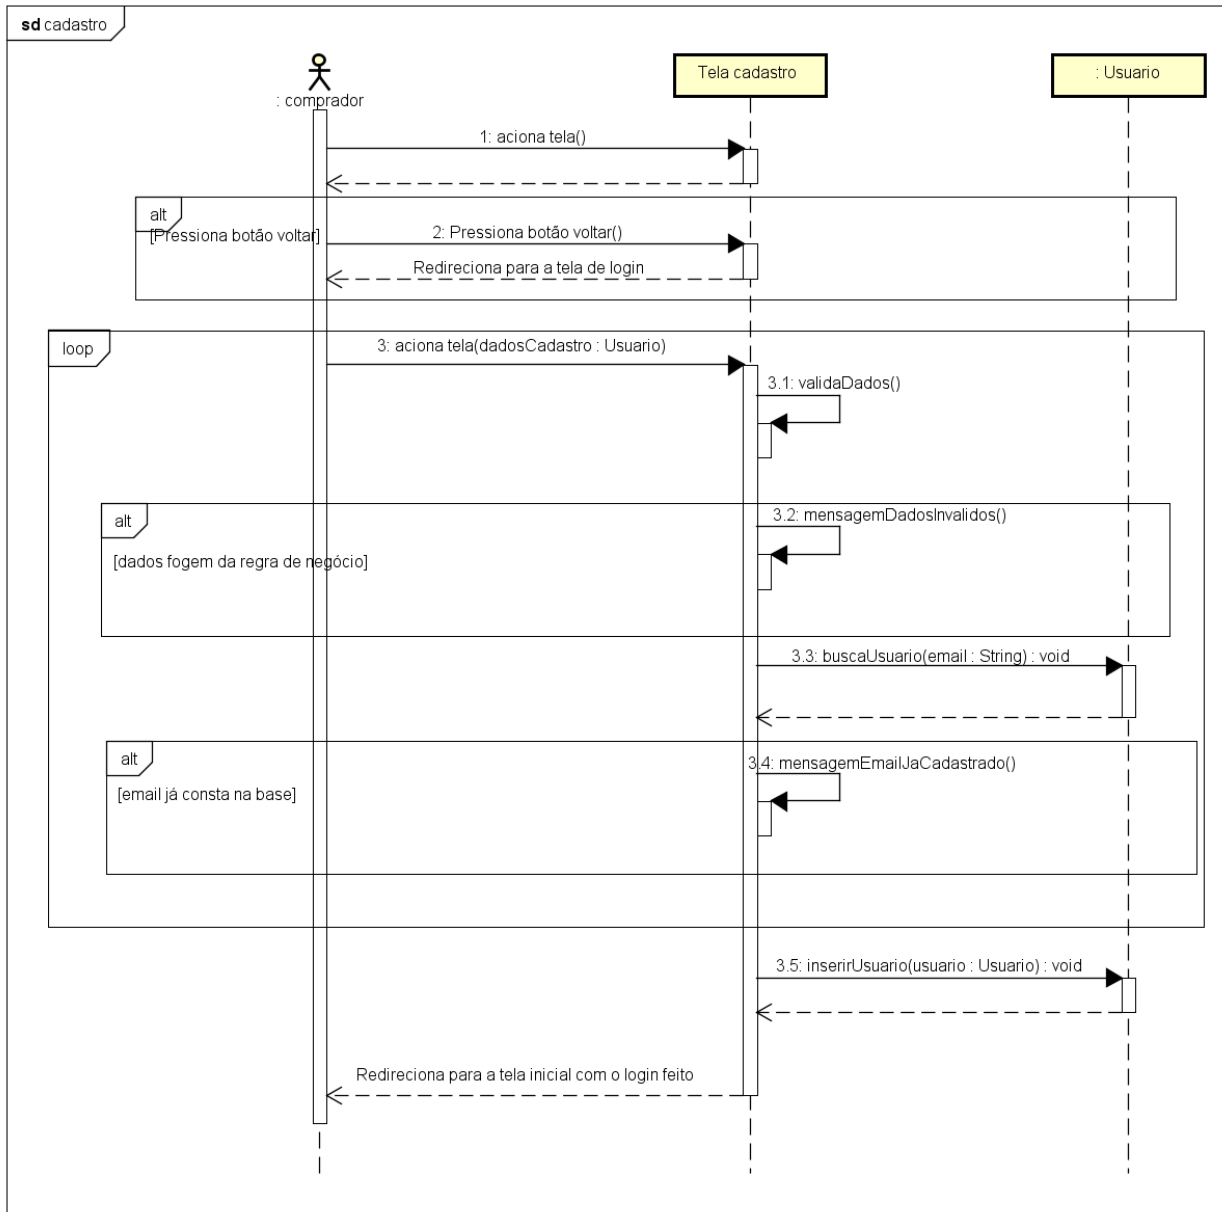 sd cadastro
: comprador
Tela cadastro
: Usuario
1: aciona tela()
alt
[Pressiona botão voltar]
2: Pressiona botão voltar()
Redireciona para a tela de login
loop
3: aciona tela(dadosCadastro : Usuario)
3.1: validaDados()
alt
[dados fogem da regra de negócio]
3.2: mensagemDadosInvalidos()
3.3: buscaUsuario(email : String) : void
alt
[email já consta na base]
3.4: mensagemEmailJaCadastrado()
3.5: inserirUsuario(usuario : Usuario) : void
Redireciona para a tela inicial com o login feito